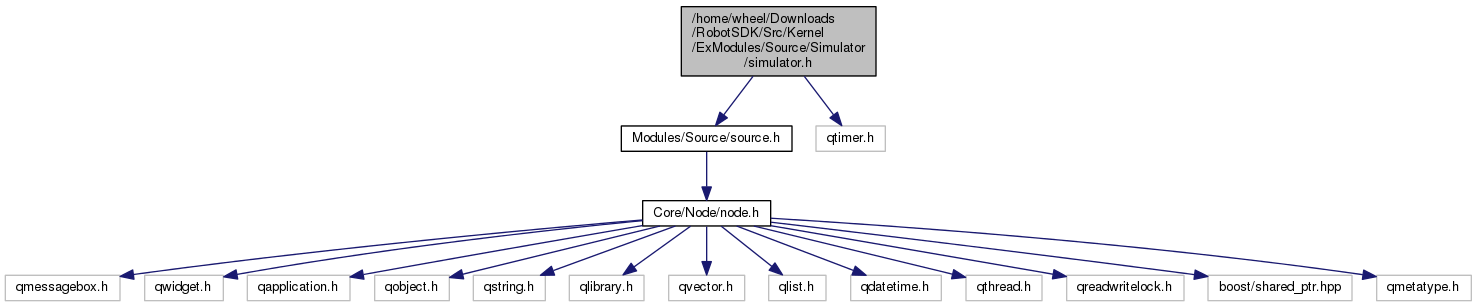 /home/wheel/Downloads
/RobotSDK/Src/Kernel
/ExModules/Source/Simulator
/simulator.h
Modules/Source/source.h
qtimer.h
Core/Node/node.h
qmessagebox.h
qwidget.h
qapplication.h
qobject.h
qstring.h
qlibrary.h
qvector.h
qlist.h
qdatetime.h
qthread.h
qreadwritelock.h
boost/shared_ptr.hpp
qmetatype.h